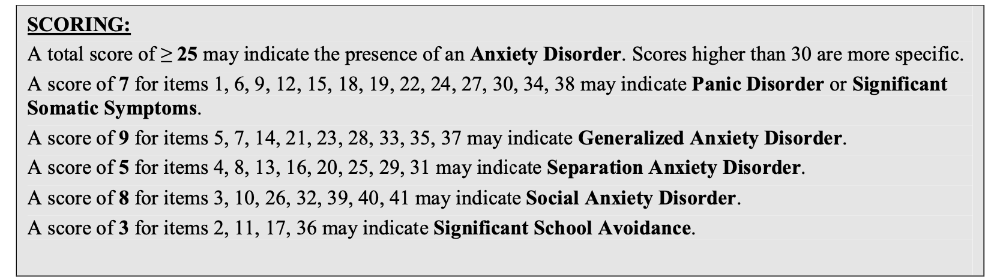 SCORING:
A total score of ≥ 25 may indicate the presence of an Anxiety Disorder. Scores higher than 30 are more specific.
A score of 7 for items 1, 6, 9, 12, 15, 18, 19, 22, 24, 27, 30, 34, 38 may indicate Panic Disorder or Significant
Somatic Symptoms.
A score of 9 for items 5, 7, 14, 21, 23, 28, 33, 35, 37 may indicate Generalized Anxiety Disorder.
A score of 5 for items 4, 8, 13, 16, 20, 25, 29, 31 may indicate Separation Anxiety Disorder.
A score of 8 for items 3, 10, 26, 32, 39, 40, 41 may indicate Social Anxiety Disorder.
A score of 3 for items 2, 11, 17, 36 may indicate Significant School Avoidance.